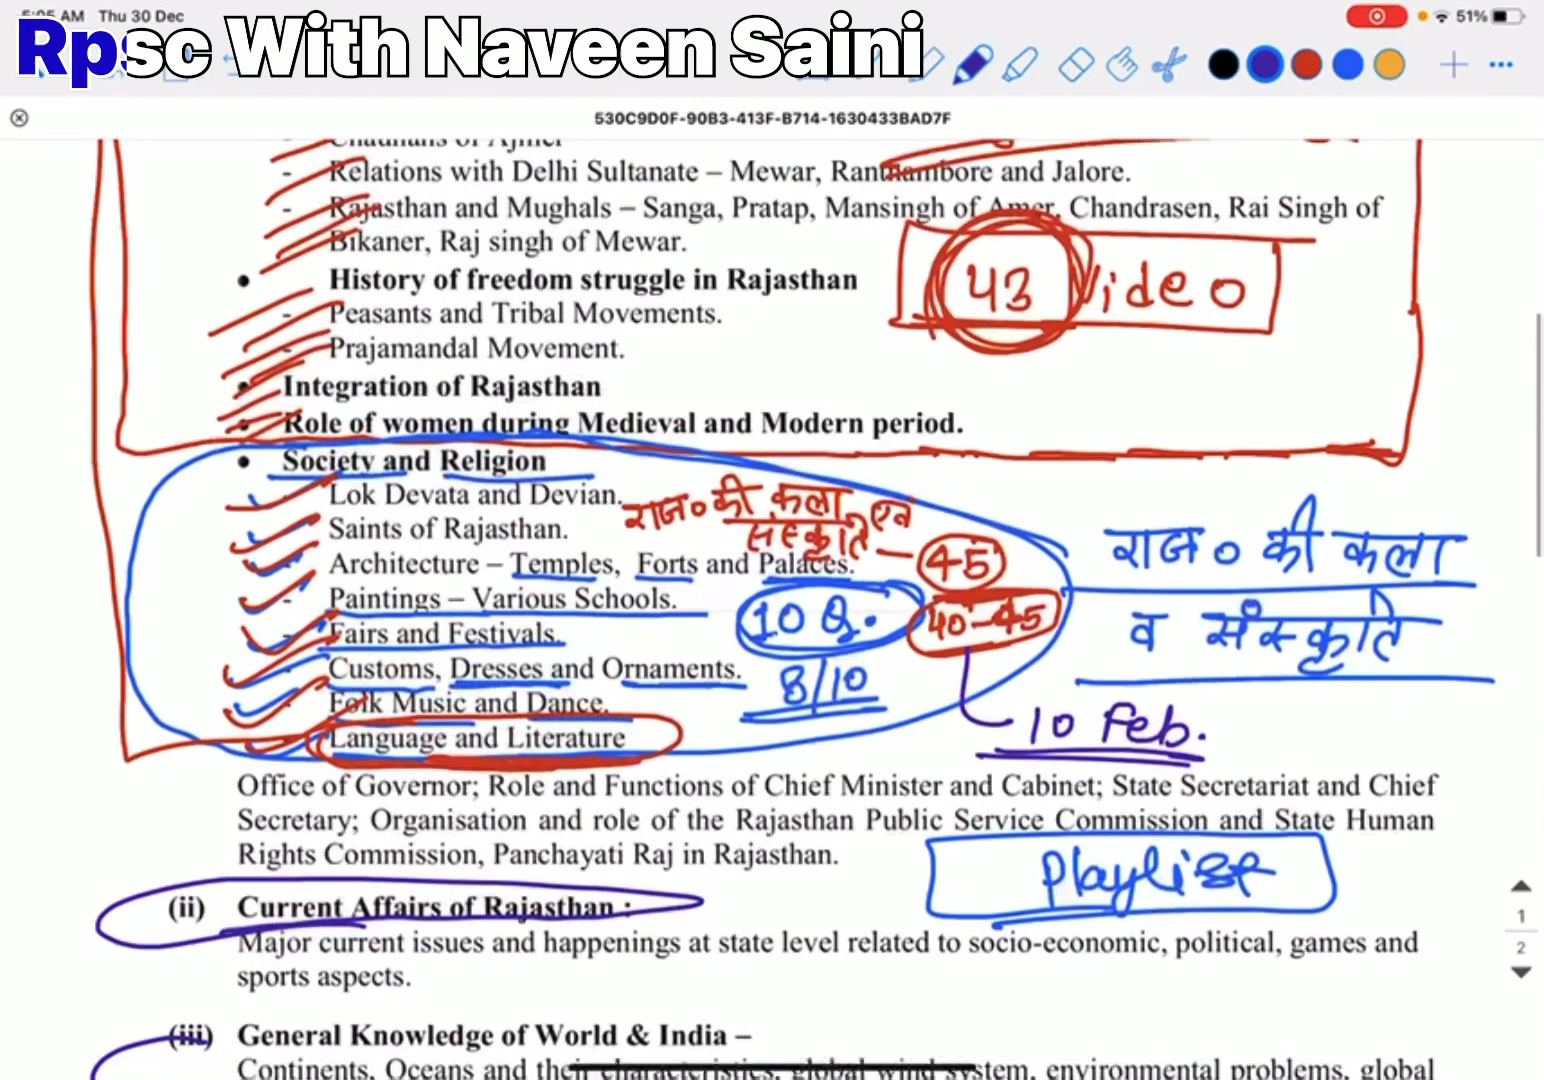 5:05 AM Thu 30 Dec
51%
Rpsc With Naveen Saini
530C9D0F-90B3-413F-B714-1630433BAD7F
Chauhans of Ajmer
- Relations with Delhi Sultanate – Mewar, Ranthambore and Jalore.
- Rajasthan and Mughals – Sanga, Pratap, Mansingh of Amer, Chandrasen, Rai Singh of
Bikaner, Raj singh of Mewar.
• History of freedom struggle in Rajasthan
43 Video
- Peasants and Tribal Movements.
- Prajamandal Movement.
• Integration of Rajasthan
• Role of women during Medieval and Modern period.
• Society and Religion
Lok Devata and Devian.
राज० की कला एवं
Saints of Rajasthan.
संस्कृति – 45
राज० की कला
Architecture – Temples, Forts and Palaces.
- Paintings – Various Schools.
10 Q. 40-45
व संस्कृति
- Fairs and Festivals.
Customs, Dresses and Ornaments.
8/10
Folk Music and Dance.
10 Feb.
Language and Literature
Office of Governor; Role and Functions of Chief Minister and Cabinet; State Secretariat and Chief
Secretary; Organisation and role of the Rajasthan Public Service Commission and State Human
Rights Commission, Panchayati Raj in Rajasthan.
Playlist
(ii) Current Affairs of Rajasthan :
Major current issues and happenings at state level related to socio-economic, political, games and
sports aspects.
1
2
(iii) General Knowledge of World & India –
Continents, Oceans and their characteristics, global wind system, environmental problems, global